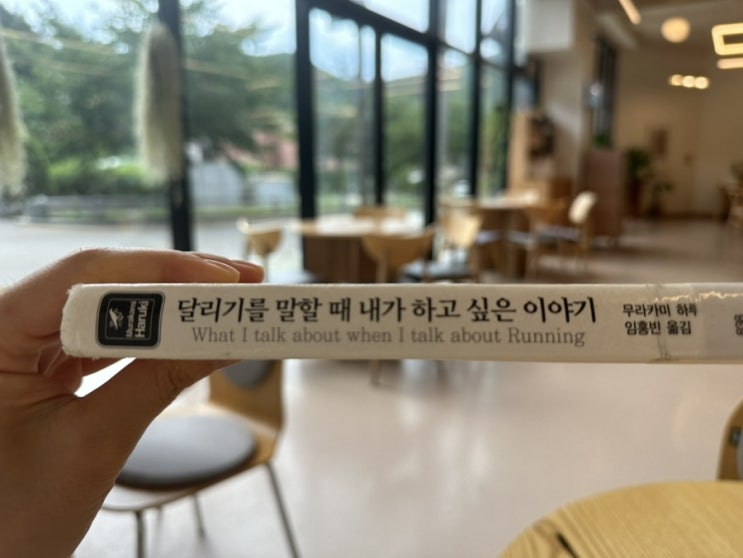 Murakami
Haruki
달리기를 말할 때 내가 하고 싶은 이야기
What I talk about when I talk about Running
무라카미 하루
임홍빈 옮김